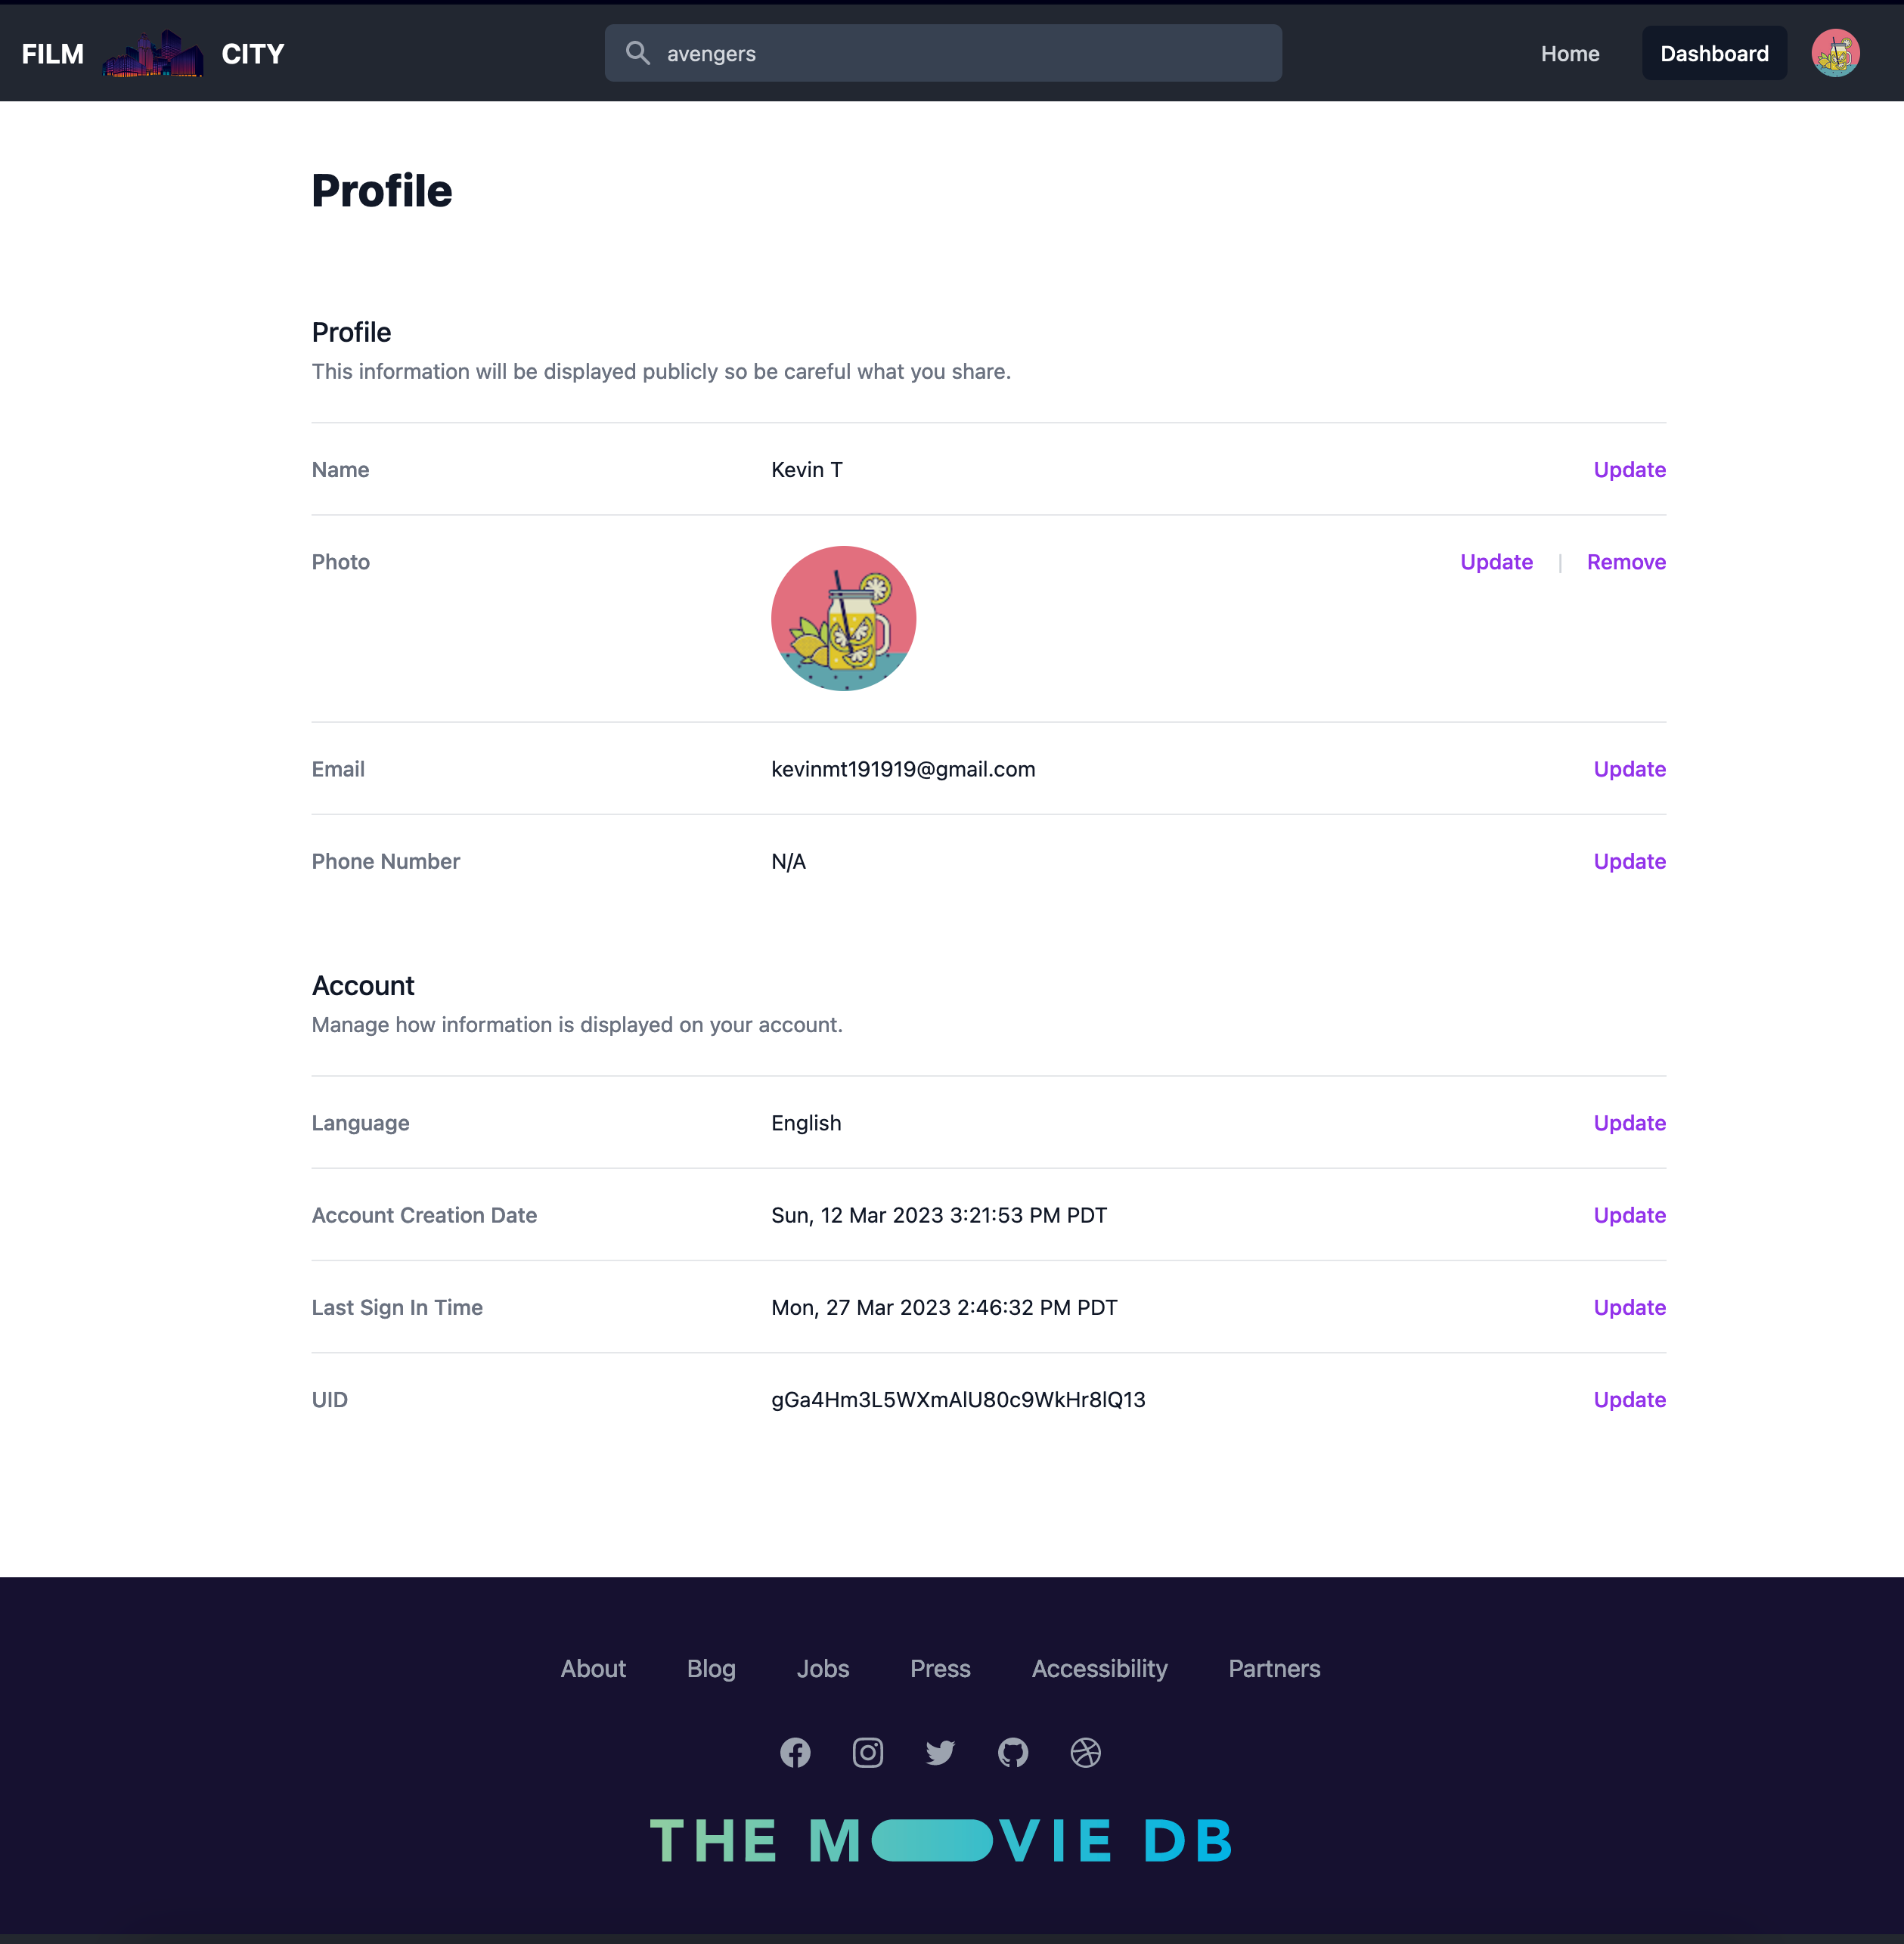 FILM CITY
avengers
Home
Dashboard
Profile
Profile
This information will be displayed publicly so be careful what you share.
Name Kevin T Update
Photo Update | Remove
Email kevinmt191919@gmail.com Update
Phone Number N/A Update
Account
Manage how information is displayed on your account.
Language English Update
Account Creation Date Sun, 12 Mar 2023 3:21:53 PM PDT Update
Last Sign In Time Mon, 27 Mar 2023 2:46:32 PM PDT Update
UID gGa4Hm3L5WXmAlU80c9WkHr8lQ13 Update
About Blog Jobs Press Accessibility Partners
THE MOVIE DB